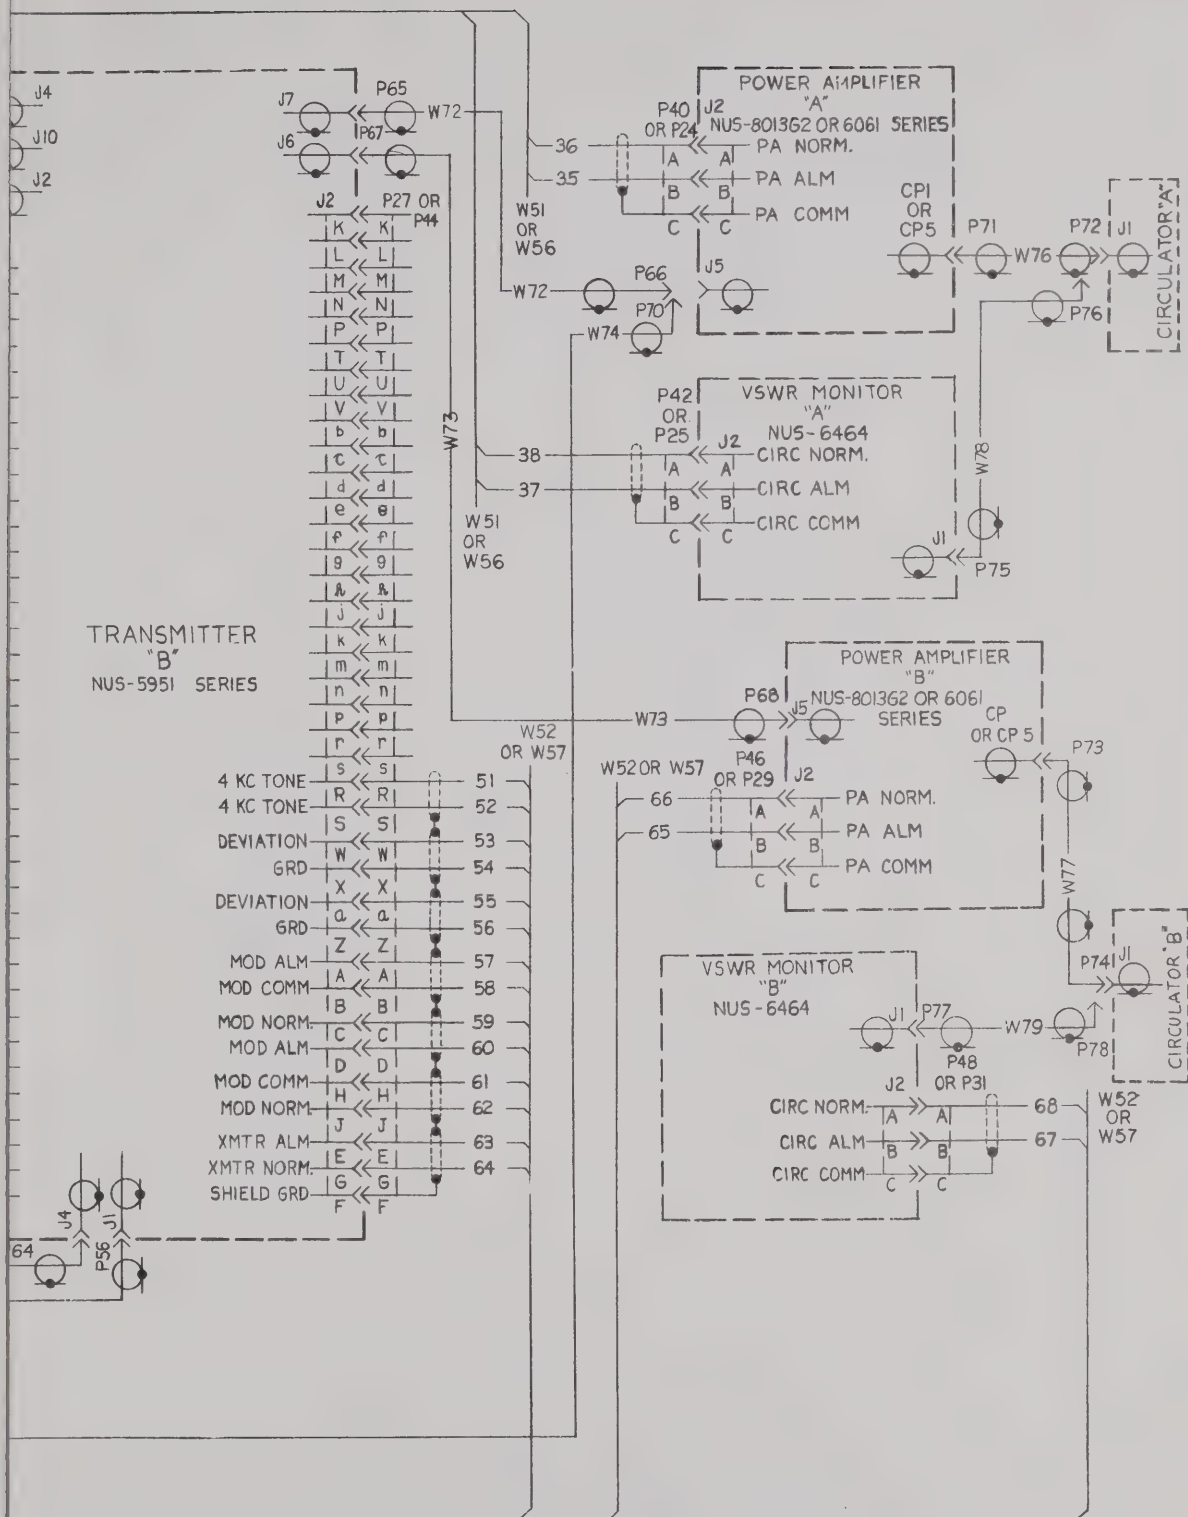 J4
J10
J2
J7
P65
W72
J6
P67
J2
P27 OR
P44
K K
L L
M M
N N
P P
T T
U U
V V
b b
c c
d d
e e
f f
g g
h h
j j
k k
m m
n n
p p
r r
s s
TRANSMITTER
"B"
NUS-5951 SERIES
4 KC TONE R R 51
4 KC TONE S S 52
DEVIATION W W 53
GRD X X 54
DEVIATION a a 55
GRD Z Z 56
MOD ALM A A 57
MOD COMM B B 58
MOD NORM. C C 59
MOD ALM D D 60
MOD COMM H H 61
MOD NORM. J J 62
XMTR ALM E E 63
XMTR NORM. G G 64
SHIELD GRD F F
J4
J1
64
P56
W73
W52
OR W57
W51
OR
W56
W51
OR
W56
POWER AMPLIFIER
"A"
NUS-8013G2 OR 6061 SERIES
P40
OR P24
J2
36 A A PA NORM.
35 B B PA ALM
C C PA COMM
CP1
OR
CP5
P71
W76
P72
J1
CIRCULATOR "A"
W72
P66
J5
W74
P70
P76
W78
VSWR MONITOR
"A"
NUS-6464
P42
OR
P25
J2
38 A A CIRC NORM.
37 B B CIRC ALM
C C CIRC COMM
J1
P75
POWER AMPLIFIER
"B"
NUS-8013G2 OR 6061
SERIES
W73
P68
J5
CP
OR CP 5
P73
W52 OR W57
P46
OR P29
J2
66 A A PA NORM.
65 B B PA ALM
C C PA COMM
W77
P74
J1
CIRCULATOR "B"
VSWR MONITOR
"B"
NUS-6464
J1
P77
W79
P78
P48
OR P31
J2
CIRC NORM. A A 68
CIRC ALM B B 67
CIRC COMM C C
W52
OR
W57